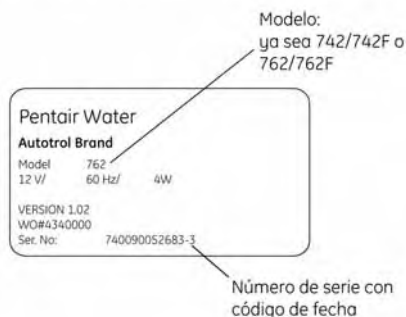 Modelo:
ya sea 742/742F o
762/762F
Pentair Water
Autotrol Brand
Model 762
12 V/ 60 Hz/ 4W
VERSION 1.02
WO#4340000
Ser. No: 740090052683-3
Número de serie con
código de fecha